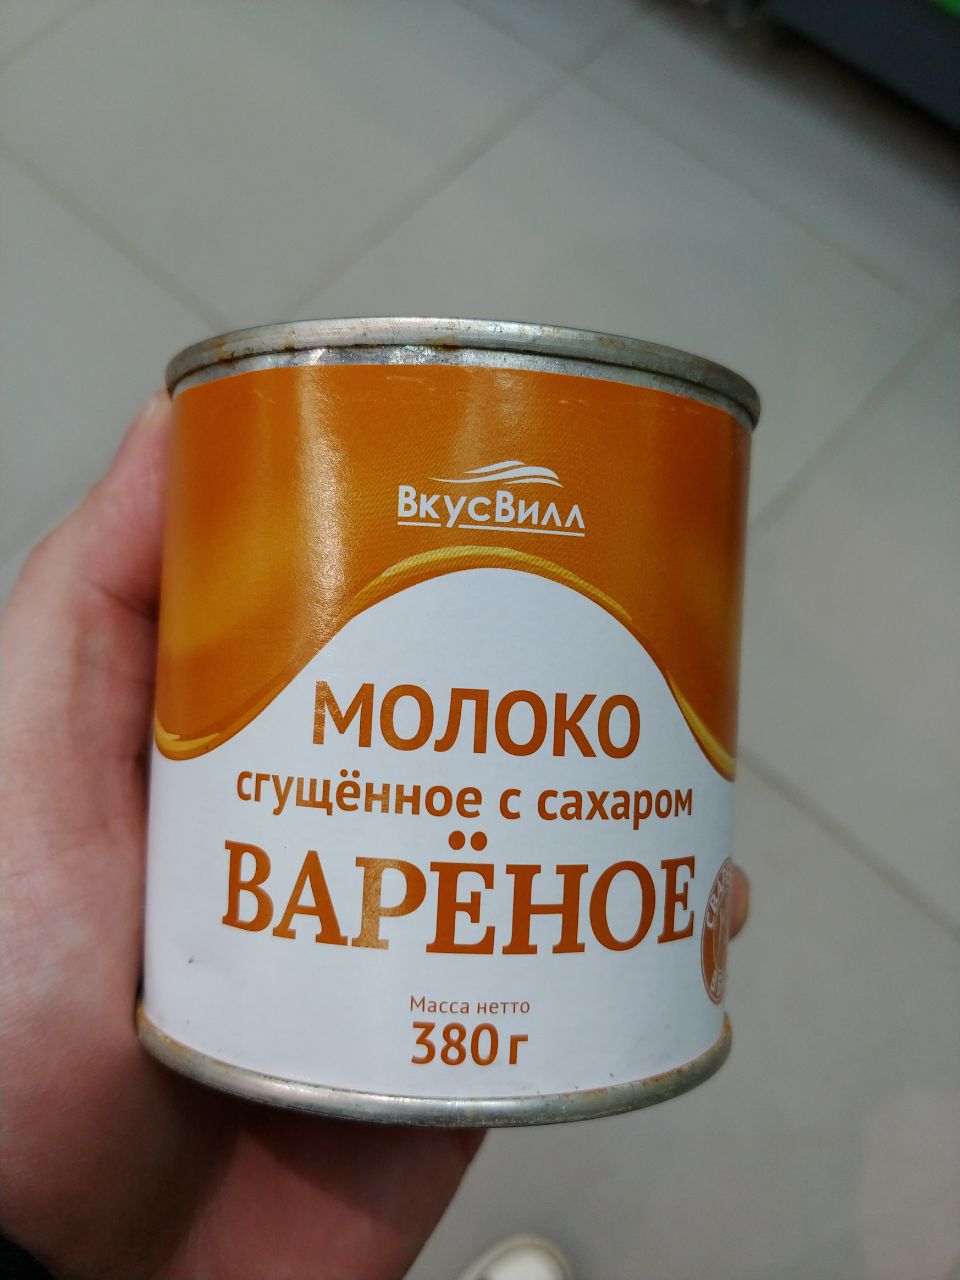 ВкусВилл
МОЛОКО
сгущённое с сахаром
ВАРЁНОЕ
Масса нетто
380 г